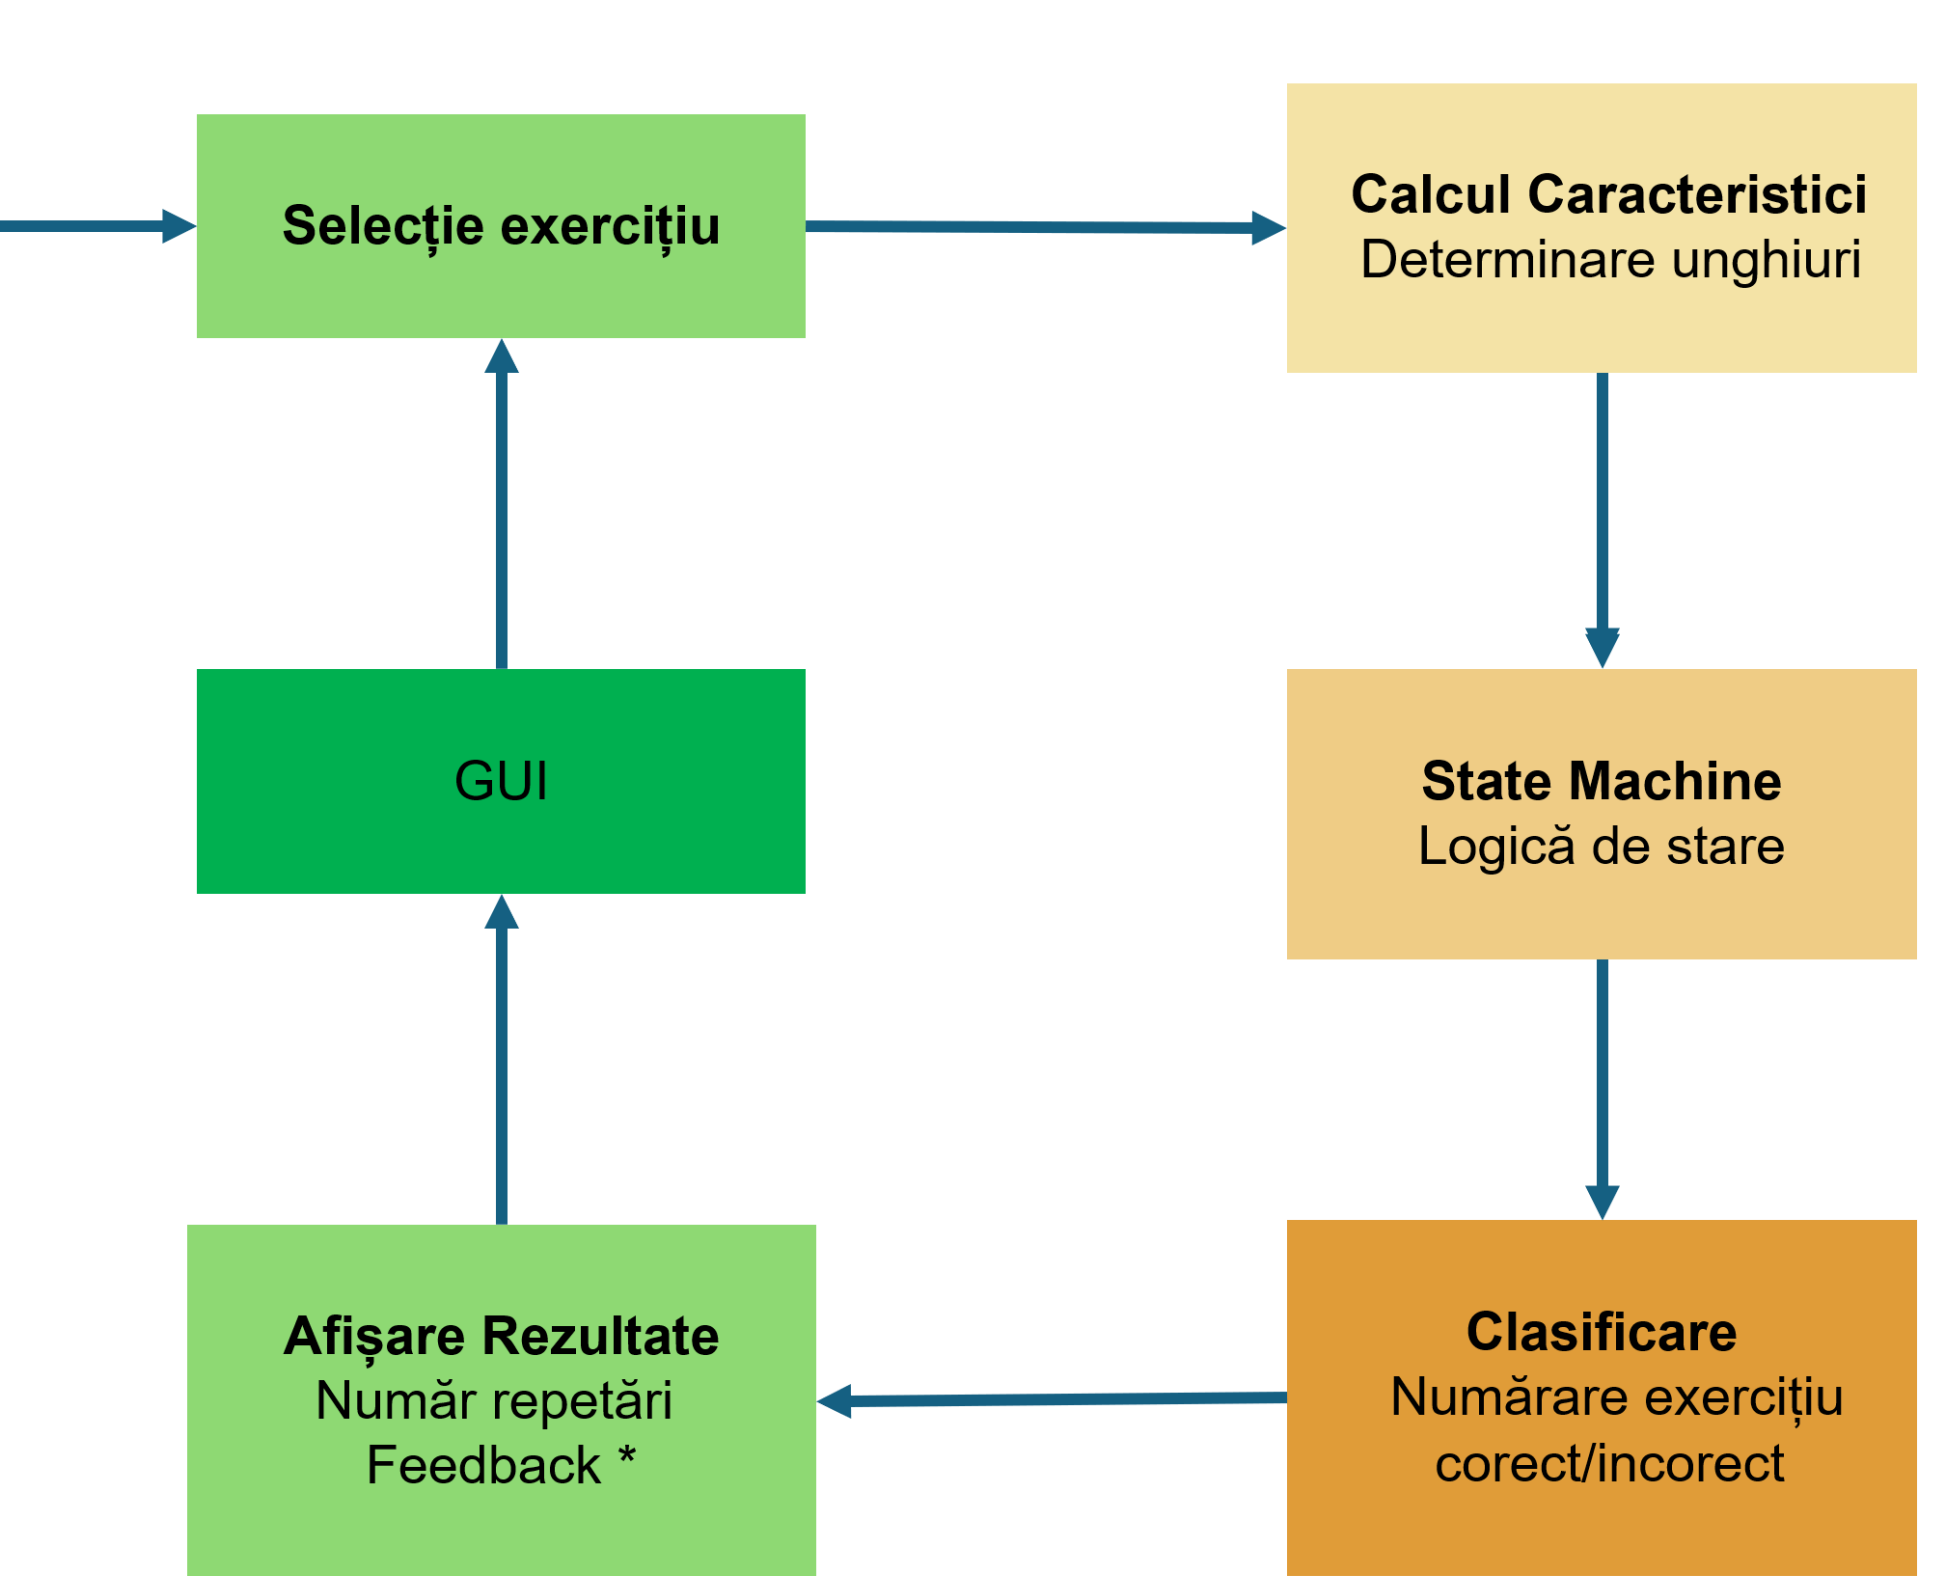 Selecție exercițiu
Calcul Caracteristici
Determinare unghiuri
GUI
State Machine
Logică de stare
Afișare Rezultate
Număr repetări
Feedback *
Clasificare
Numărare exercițiu
corect/incorect